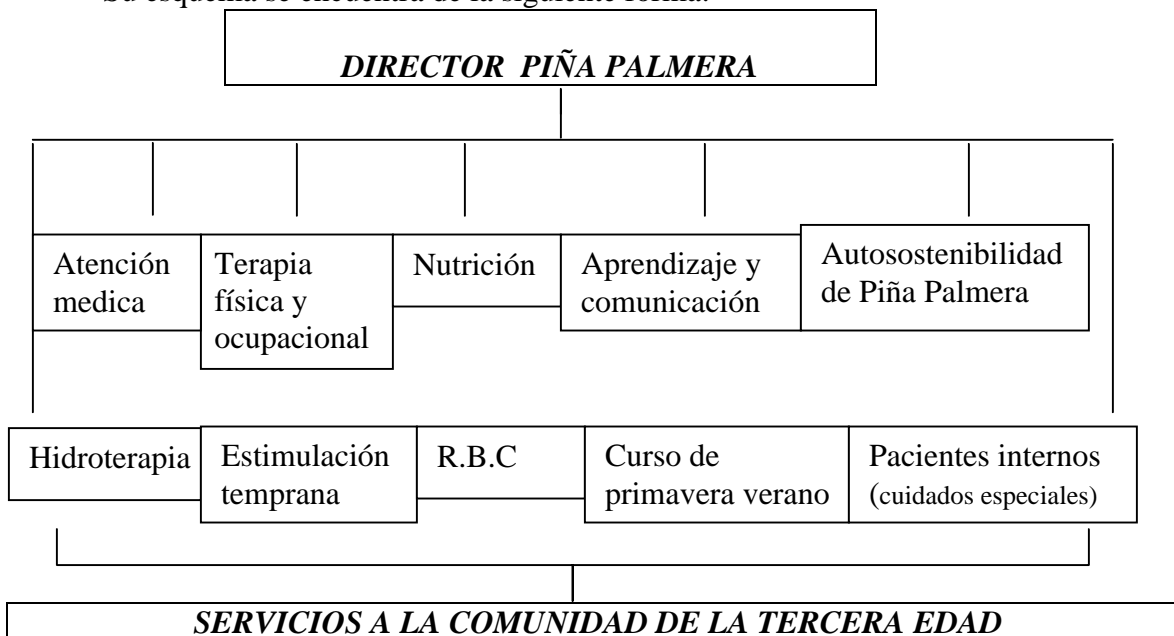 Su esquema se encuentra de la siguiente forma:
DIRECTOR PIÑA PALMERA
Atención
medica
Terapia
física y
ocupacional
Nutrición
Aprendizaje y
comunicación
Autosostenibilidad
de Piña Palmera
Hidroterapia
Estimulación
temprana
R.B.C
Curso de
primavera verano
Pacientes internos
(cuidados especiales)
SERVICIOS A LA COMUNIDAD DE LA TERCERA EDAD